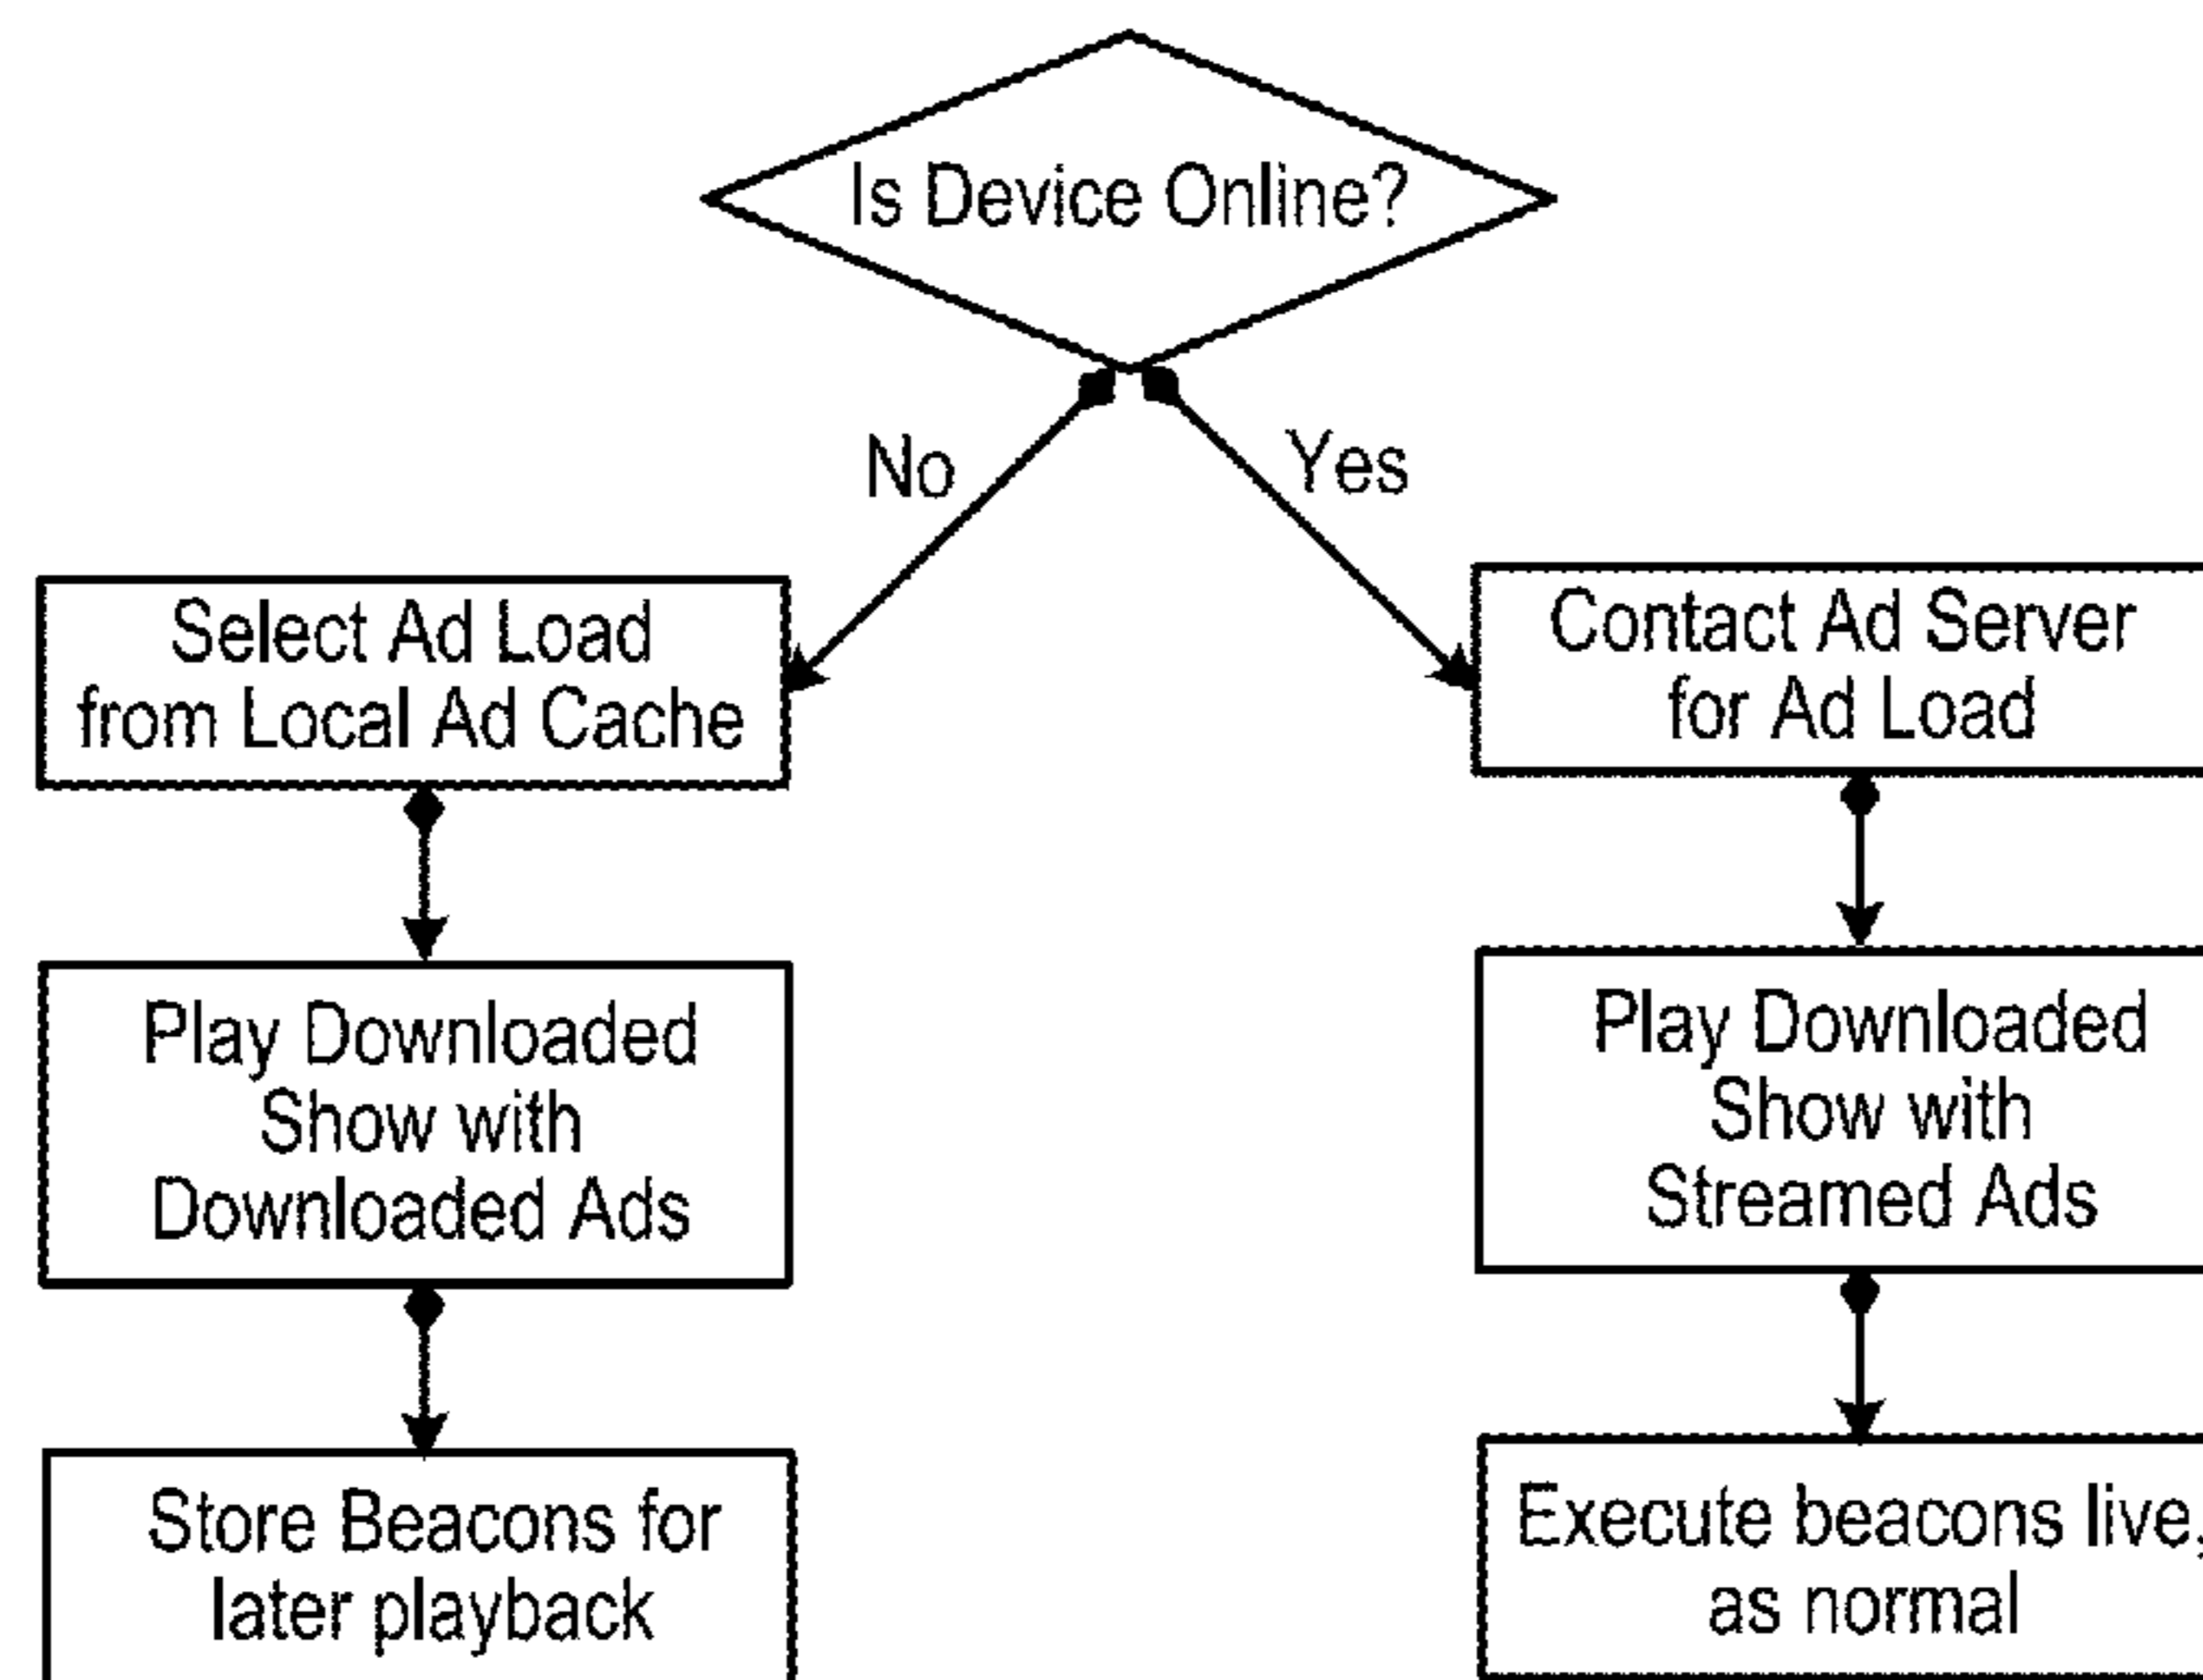 Is Device Online?
No
Yes
Select Ad Load
from Local Ad Cache
Contact Ad Server
for Ad Load
Play Downloaded
Show with
Downloaded Ads
Play Downloaded
Show with
Streamed Ads
Store Beacons for
later playback
Execute beacons live,
as normal